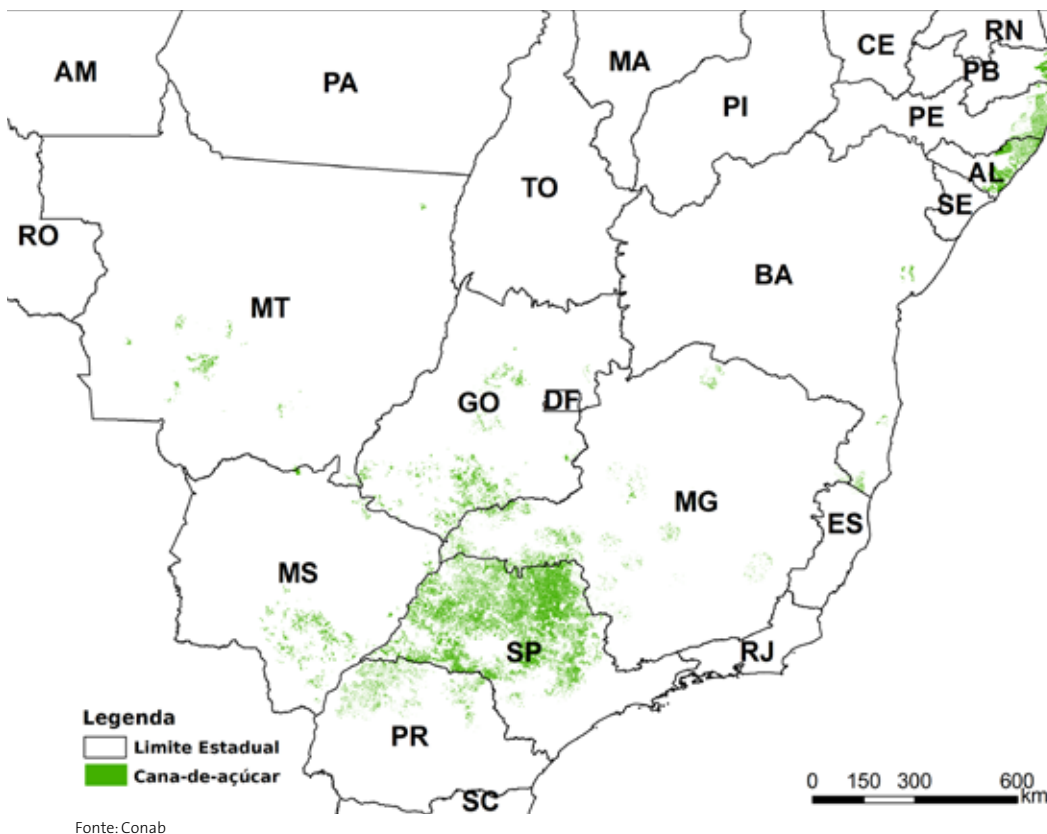 RN
CE
MA
AM
PA
PB
PI
PE
AL
TO
SE
RO
BA
MT
GO
DF
MG
ES
MS
SP
RJ
Legenda
Limite Estadual
PR
Cana-de-açúcar
SC
0 150 300 600
km
Fonte: Conab